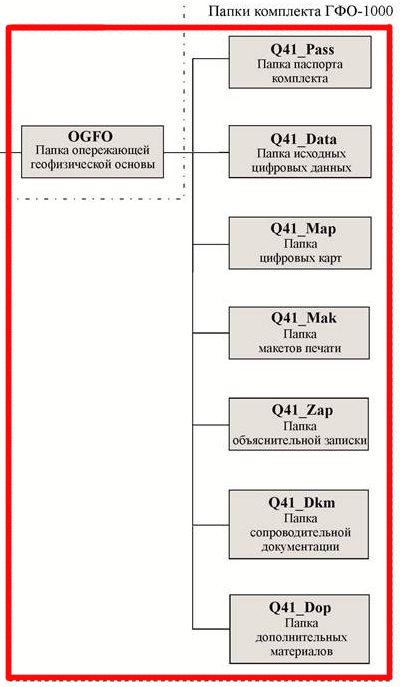 Папки комплекта ГФО-1000
Q41_Pass
Папка паспорта
комплекта
OGFO
Папка опережающей
геофизической основы
Q41_Data
Папка исходных
цифровых данных
Q41_Map
Папка
цифровых карт
Q41_Mak
Папка
макетов печати
Q41_Zap
Папка
объяснительной записки
Q41_Dkm
Папка
сопроводительной
документации
Q41_Dop
Папка
дополнительных
материалов